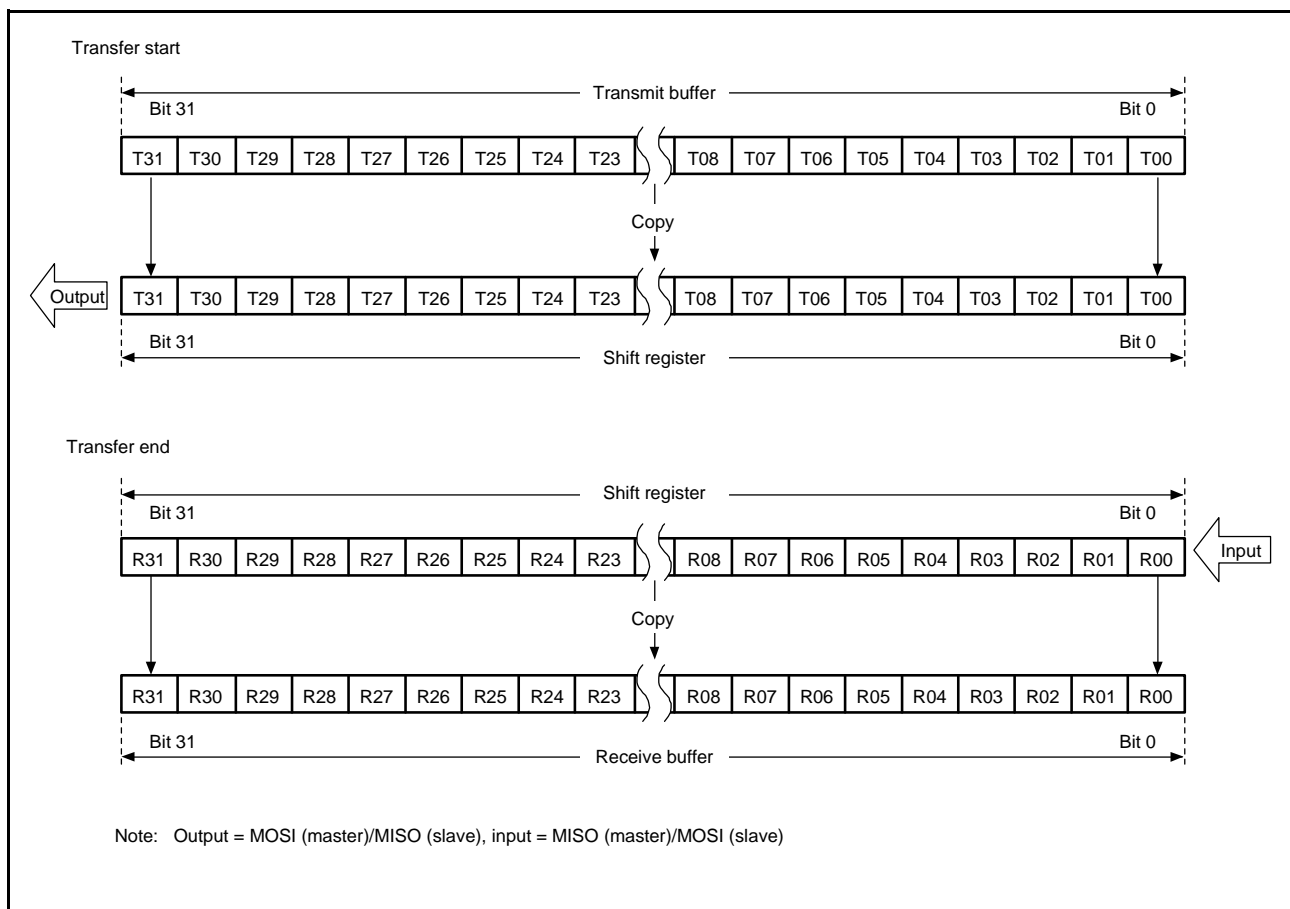 Transfer start
Transmit buffer
Bit 31 Bit 0
T31 T30 T29 T28 T27 T26 T25 T24 T23 T08 T07 T06 T05 T04 T03 T02 T01 T00
Copy
Output T31 T30 T29 T28 T27 T26 T25 T24 T23 T08 T07 T06 T05 T04 T03 T02 T01 T00
Bit 31 Bit 0
Shift register
Transfer end
Shift register
Bit 31 Bit 0
R31 R30 R29 R28 R27 R26 R25 R24 R23 R08 R07 R06 R05 R04 R03 R02 R01 R00 Input
Copy
R31 R30 R29 R28 R27 R26 R25 R24 R23 R08 R07 R06 R05 R04 R03 R02 R01 R00
Bit 31 Bit 0
Receive buffer
Note: Output = MOSI (master)/MISO (slave), input = MISO (master)/MOSI (slave)